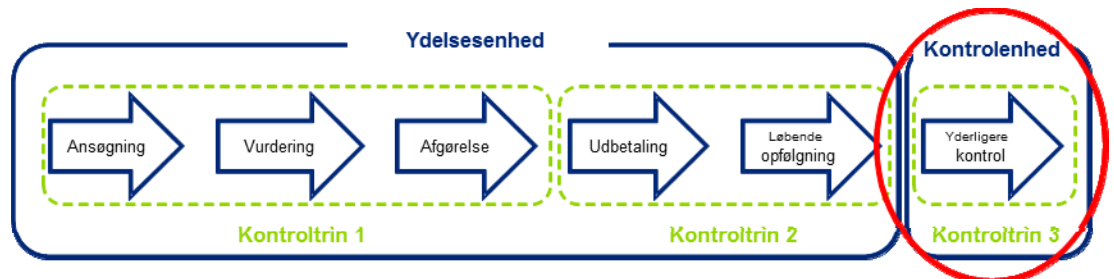 Ydelsesenhed
Kontrolenhed
Ansøgning
Vurdering
Afgørelse
Udbetaling
Løbende
opfølgning
Yderligere
kontrol
Kontroltrin 1
Kontroltrin 2
Kontroltrin 3